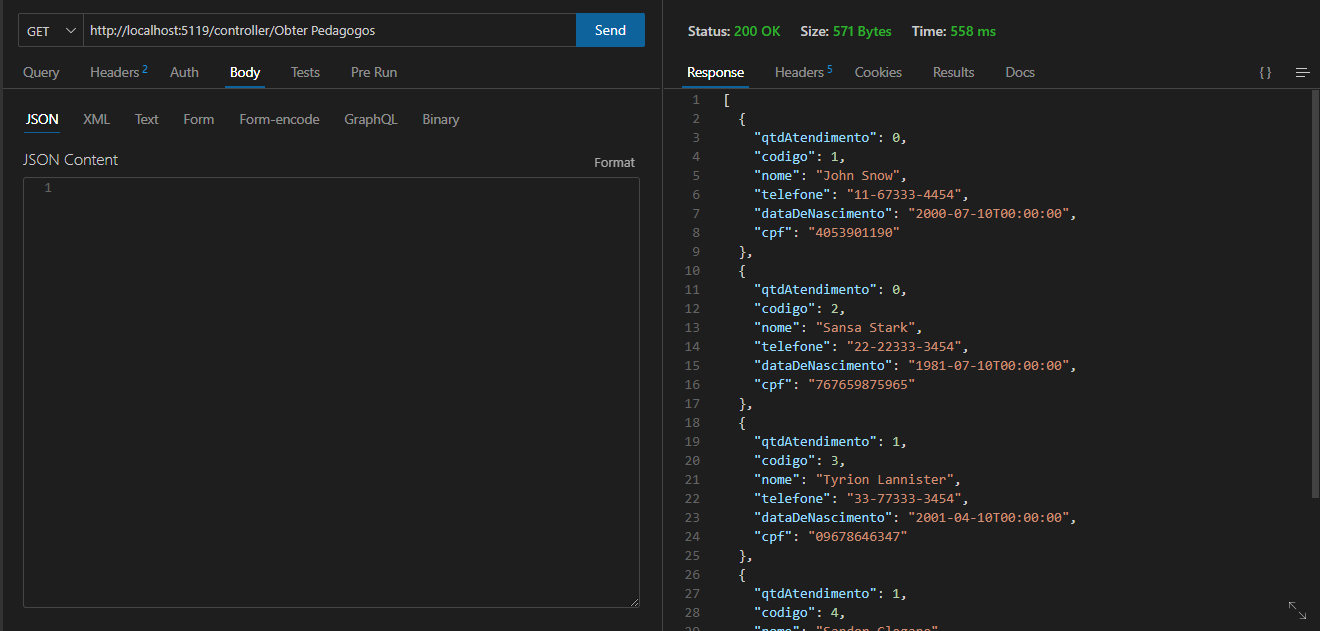 GET http://localhost:5119/controller/Obter Pedagogos Send
Query Headers 2 Auth Body Tests Pre Run
JSON XML Text Form Form-encode GraphQL Binary
JSON Content Format
1
Status: 200 OK Size: 571 Bytes Time: 558 ms
Response Headers 5 Cookies Results Docs { }
1 [
2 {
3 "qtdAtendimento": 0,
4 "codigo": 1,
5 "nome": "John Snow",
6 "telefone": "11-67333-4454",
7 "dataDeNascimento": "2000-07-10T00:00:00",
8 "cpf": "4053901190"
9 },
10 {
11 "qtdAtendimento": 0,
12 "codigo": 2,
13 "nome": "Sansa Stark",
14 "telefone": "22-22333-3454",
15 "dataDeNascimento": "1981-07-10T00:00:00",
16 "cpf": "767659875965"
17 },
18 {
19 "qtdAtendimento": 1,
20 "codigo": 3,
21 "nome": "Tyrion Lannister",
22 "telefone": "33-77333-3454",
23 "dataDeNascimento": "2001-04-10T00:00:00",
24 "cpf": "09678646347"
25 },
26 {
27 "qtdAtendimento": 1,
28 "codigo": 4,
29 "nome": "Sandor Clegane"